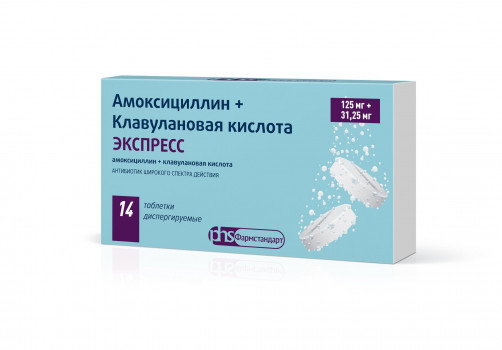 Амоксициллин +
Клавулановая кислота
ЭКСПРЕСС
амоксициллин + клавулановая кислота
АНТИБИОТИК ШИРОКОГО СПЕКТРА ДЕЙСТВИЯ
125 мг +
31,25 мг
14 таблетки
диспергируемые
phs Фармстандарт